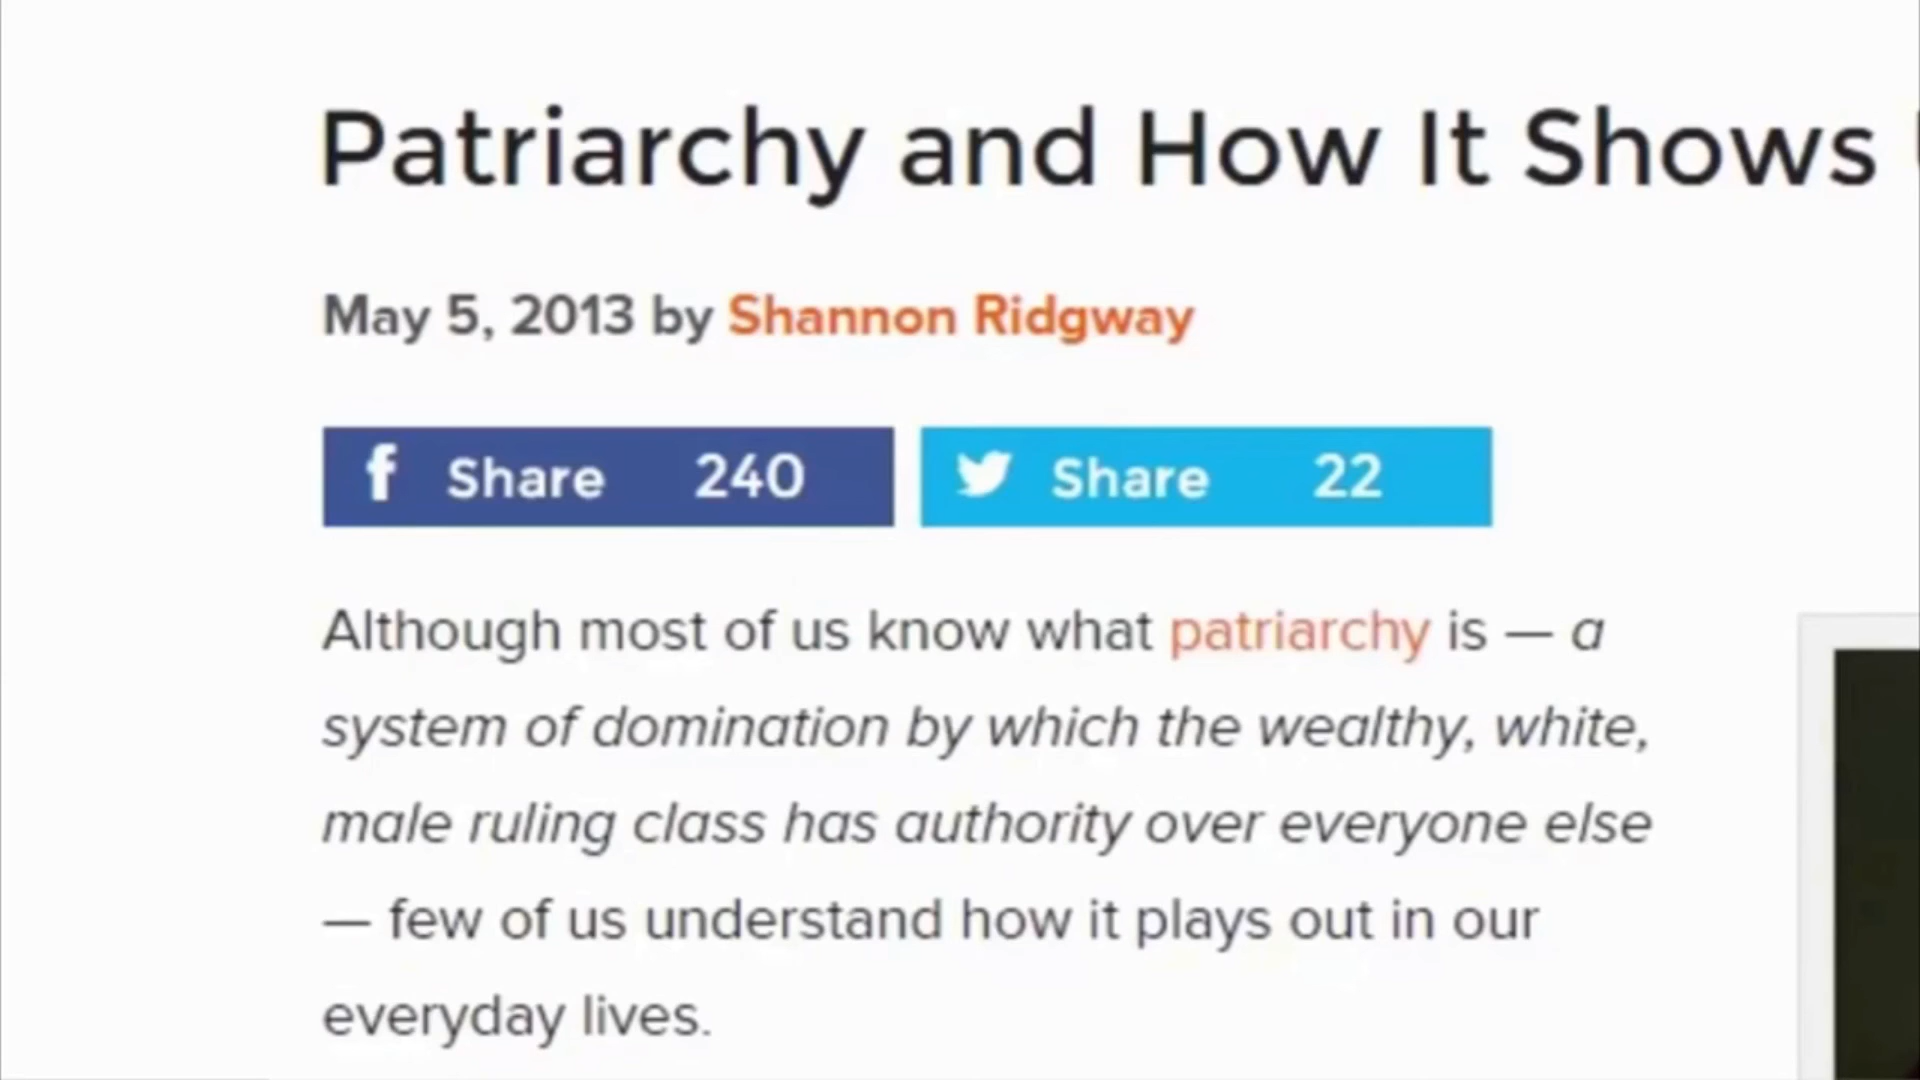 Patriarchy and How It Shows
May 5, 2013 by Shannon Ridgway
f Share 240 Share 22
Although most of us know what patriarchy is — a
system of domination by which the wealthy, white,
male ruling class has authority over everyone else
— few of us understand how it plays out in our
everyday lives.